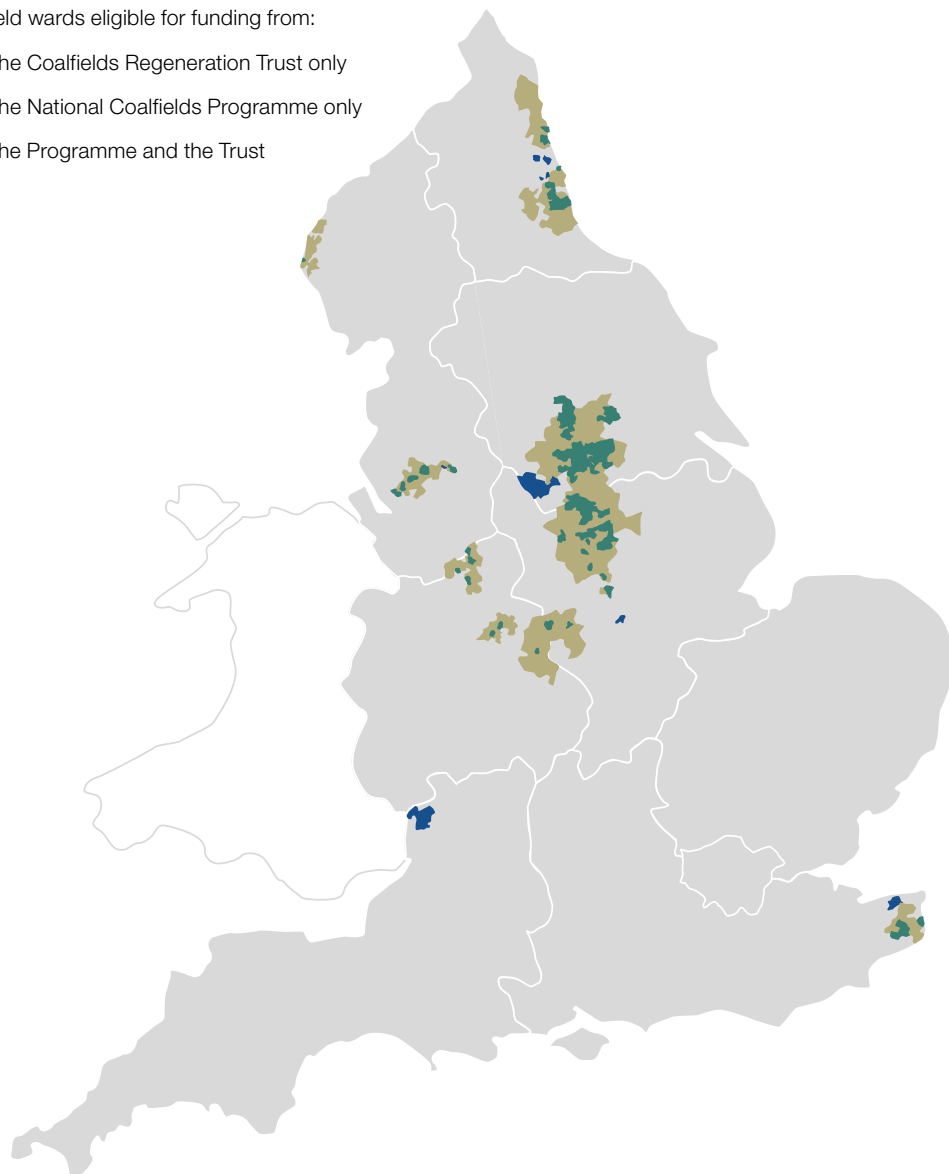 eld wards eligible for funding from:
he Coalfields Regeneration Trust only
he National Coalfields Programme only
he Programme and the Trust